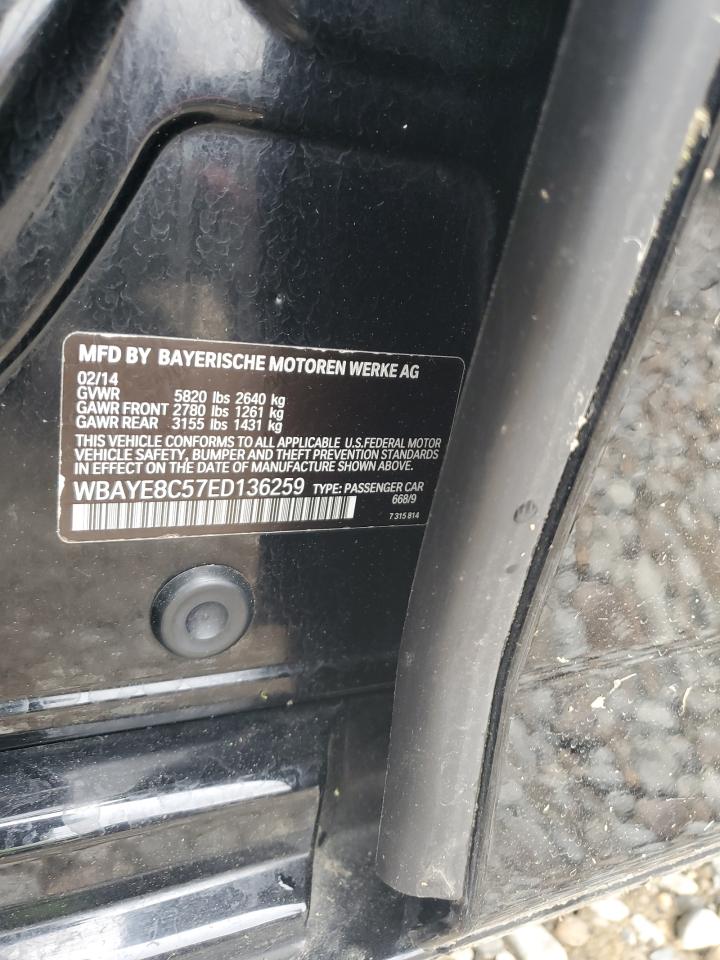 MFD BY BAYERISCHE MOTOREN WERKE AG
02/14
GVWR 5820 lbs 2640 kg
GAWR FRONT 2780 lbs 1261 kg
GAWR REAR 3155 lbs 1431 kg
THIS VEHICLE CONFORMS TO ALL APPLICABLE U.S.FEDERAL MOTOR
VEHICLE SAFETY, BUMPER AND THEFT PREVENTION STANDARDS
IN EFFECT ON THE DATE OF MANUFACTURE SHOWN ABOVE.
WBAYE8C57ED136259 TYPE: PASSENGER CAR
668/9
7 315 814